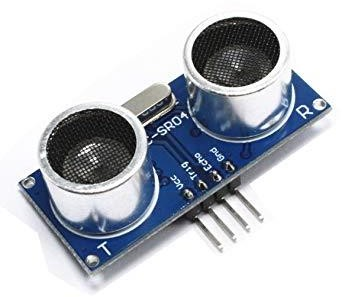 R
C-SR04
Vcc
Trig
Echo
Gnd
T